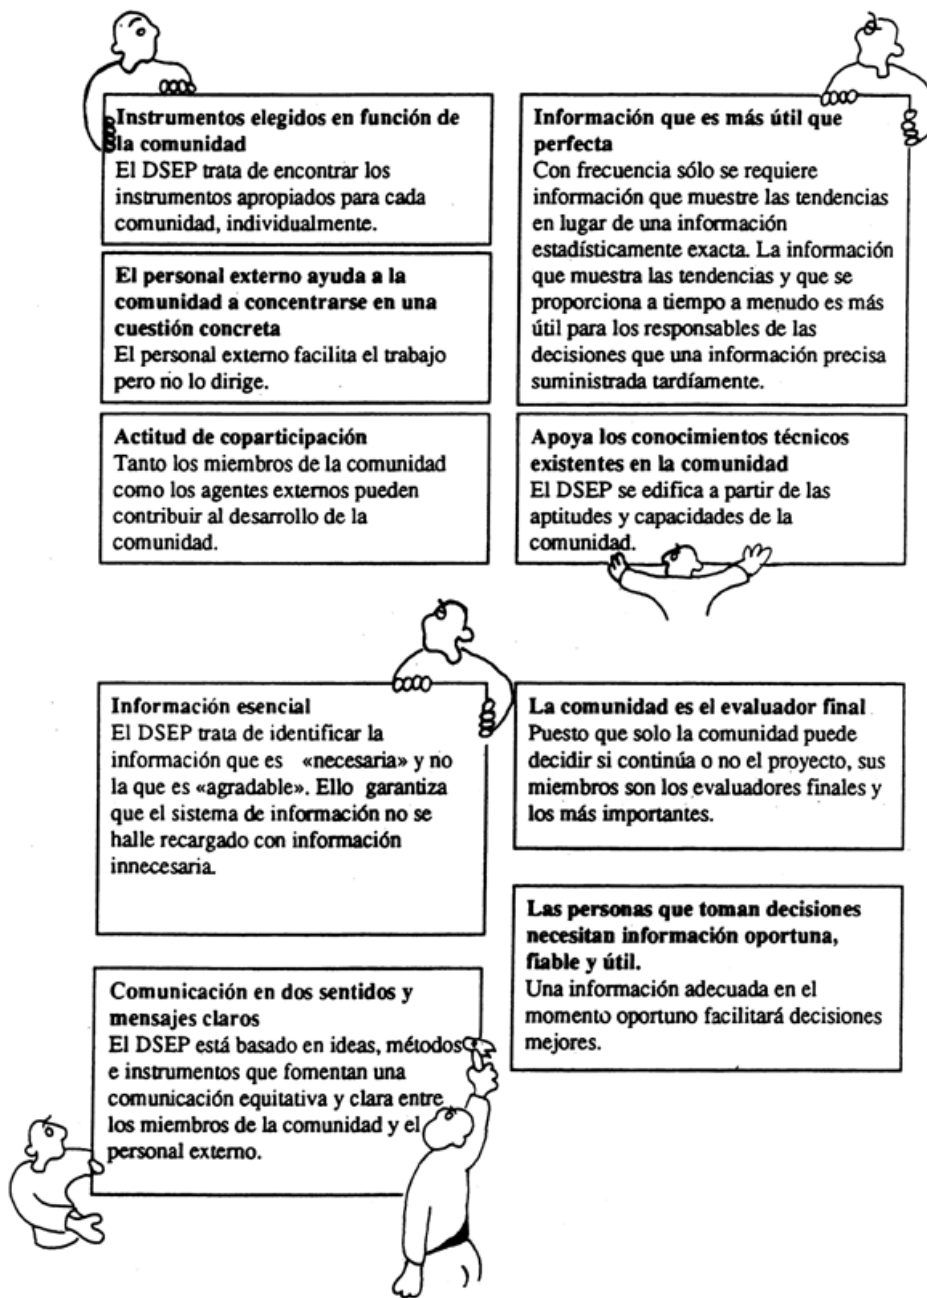 Instrumentos elegidos en función de
la comunidad
El DSEP trata de encontrar los
instrumentos apropiados para cada
comunidad, individualmente.
El personal externo ayuda a la
comunidad a concentrarse en una
cuestión concreta
El personal externo facilita el trabajo
pero no lo dirige.
Actitud de coparticipación
Tanto los miembros de la comunidad
como los agentes externos pueden
contribuir al desarrollo de la
comunidad.
Información que es más útil que
perfecta
Con frecuencia sólo se requiere
información que muestre las tendencias
en lugar de una información
estadísticamente exacta. La información
que muestra las tendencias y que se
proporciona a tiempo a menudo es más
útil para los responsables de las
decisiones que una información precisa
suministrada tardíamente.
Apoya los conocimientos técnicos
existentes en la comunidad
El DSEP se edifica a partir de las
aptitudes y capacidades de la
comunidad.
Información esencial
El DSEP trata de identificar la
información que es «necesaria» y no
la que es «agradable». Ello garantiza
que el sistema de información no se
halle recargado con información
innecesaria.
La comunidad es el evaluador final
Puesto que solo la comunidad puede
decidir si continúa o no el proyecto, sus
miembros son los evaluadores finales y
los más importantes.
Comunicación en dos sentidos y
mensajes claros
El DSEP está basado en ideas, métodos
e instrumentos que fomentan una
comunicación equitativa y clara entre
los miembros de la comunidad y el
personal externo.
Las personas que toman decisiones
necesitan información oportuna,
fiable y útil.
Una información adecuada en el
momento oportuno facilitará decisiones
mejores.